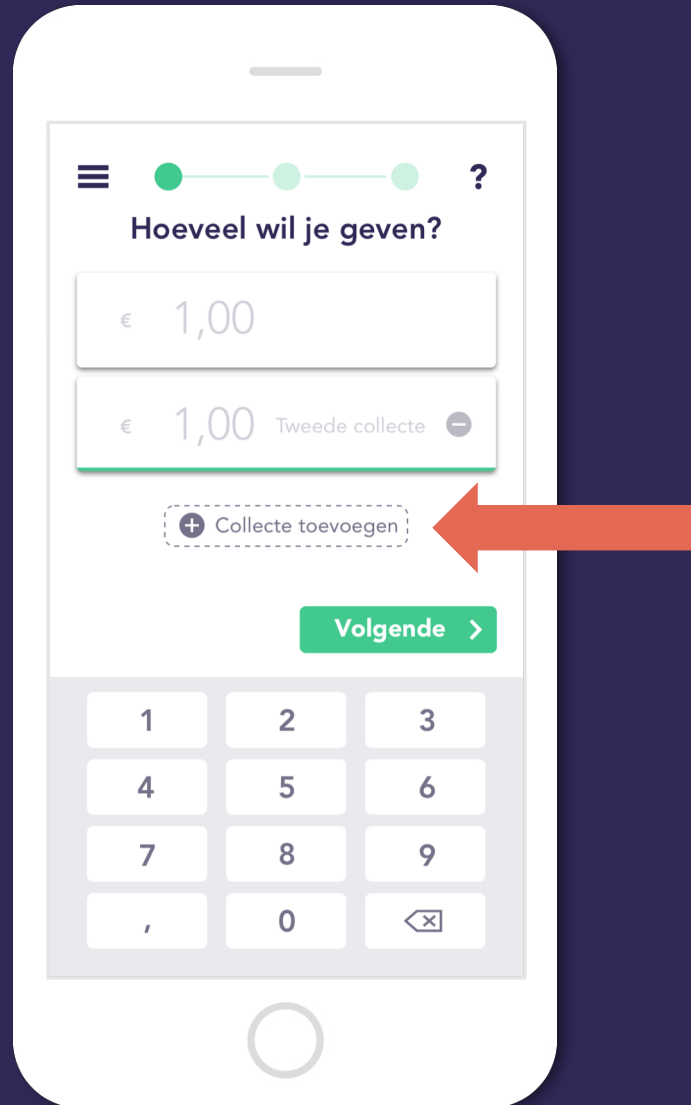 ?
Hoeveel wil je geven?
€ 1,00
€ 1,00 Tweede collecte
Collecte toevoegen
Volgende
1 2 3
4 5 6
7 8 9
, 0